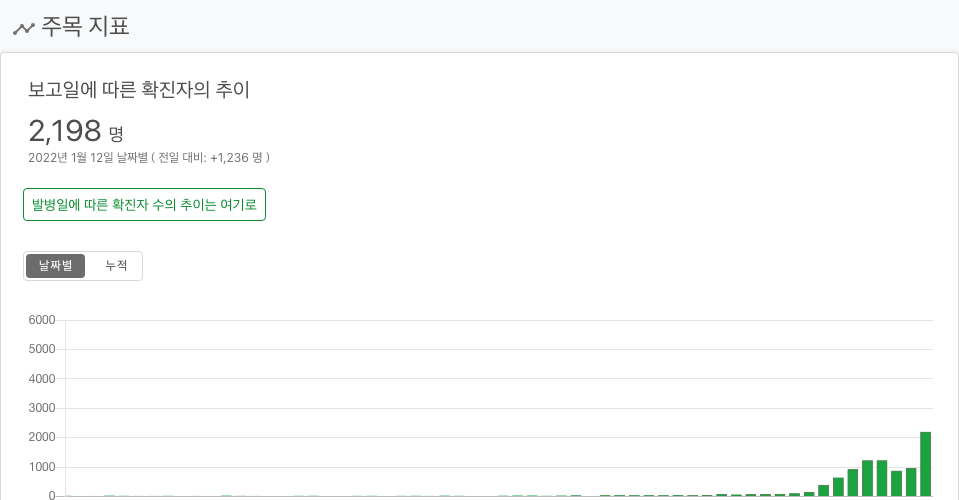 주목 지표
보고일에 따른 확진자의 추이
2,198 명
2022년 1월 12일 날짜별 ( 전일 대비: +1,236 명 )
발병일에 따른 확진자 수의 추이는 여기로
날짜별 누적
6000
5000
4000
3000
2000
1000
0